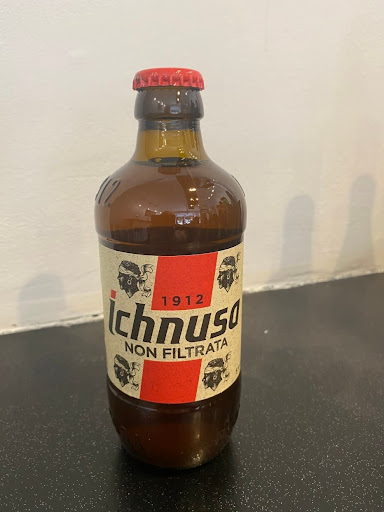 1912
ichnusa
NON FILTRATA